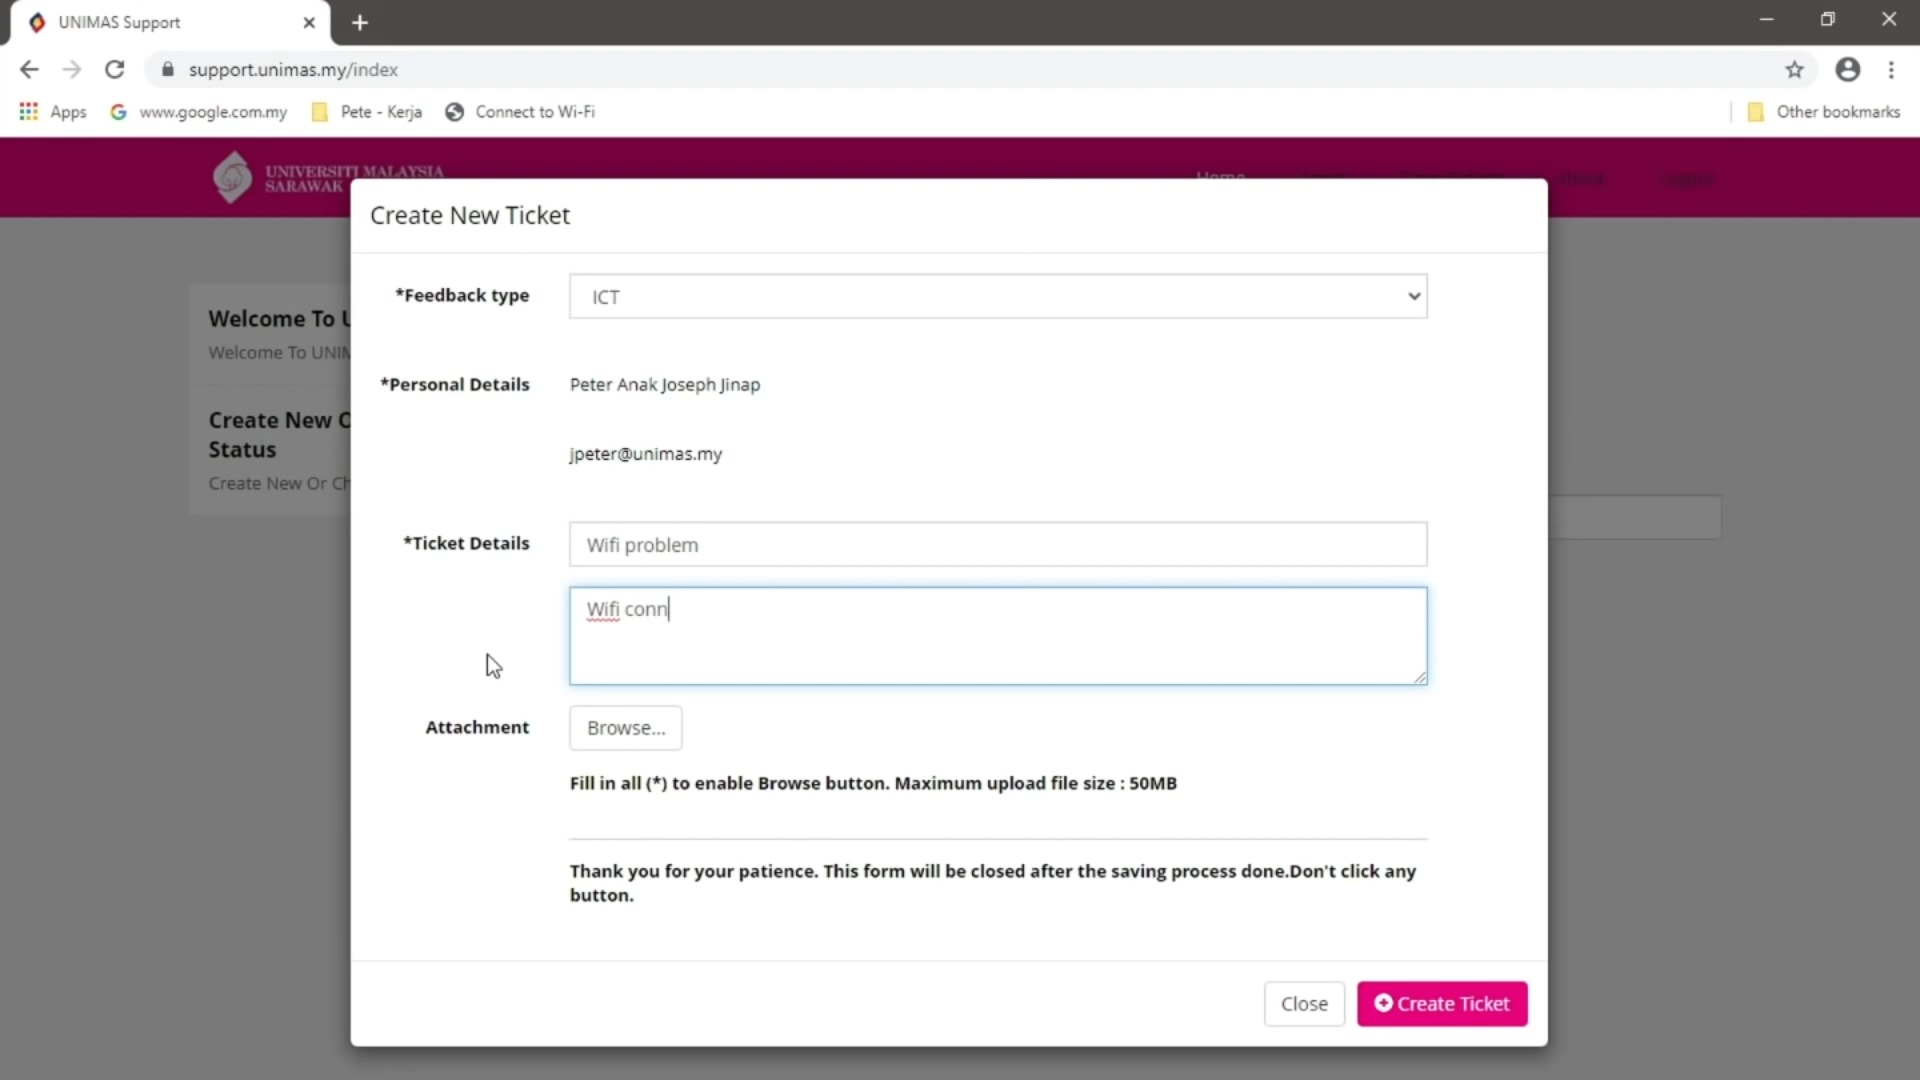 UNIMAS Support
support.unimas.my/index
Apps
www.google.com.my
Pete - Kerja
Connect to Wi-Fi
Other bookmarks
UNIVERSITI MALAYSIA
SARAWAK
Home
About
Create New Ticket
*Feedback type
ICT
Welcome To U
Welcome To UNIM
*Personal Details
Peter Anak Joseph Jinap
Create New O
Status
jpeter@unimas.my
Create New Or Ch
*Ticket Details
Wifi problem
Wifi conn
Attachment
Browse...
Fill in all (*) to enable Browse button. Maximum upload file size : 50MB
Thank you for your patience. This form will be closed after the saving process done.Don't click any
button.
Close
Create Ticket